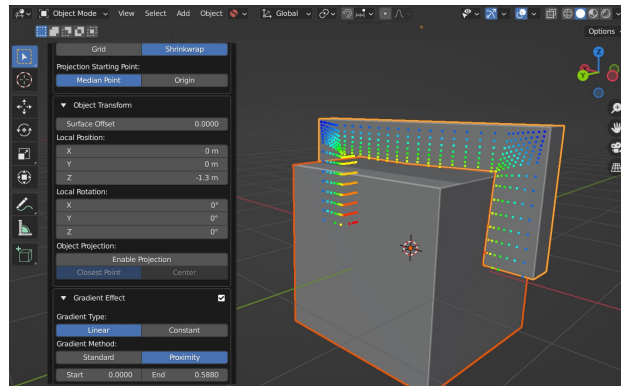 Object Mode View Select Add Object Global
Options
Grid Shrinkwrap
Projection Starting Point:
Median Point Origin
Object Transform
Surface Offset 0.0000
Local Position:
X 0 m
Y 0 m
Z -1.3 m
Local Rotation:
X 0°
Y 0°
Z 0°
Object Projection:
Enable Projection
Closest Point Center
Gradient Effect
Gradient Type:
Linear Constant
Gradient Method:
Standard Proximity
Start 0.0000 End 0.5880
Z
Y